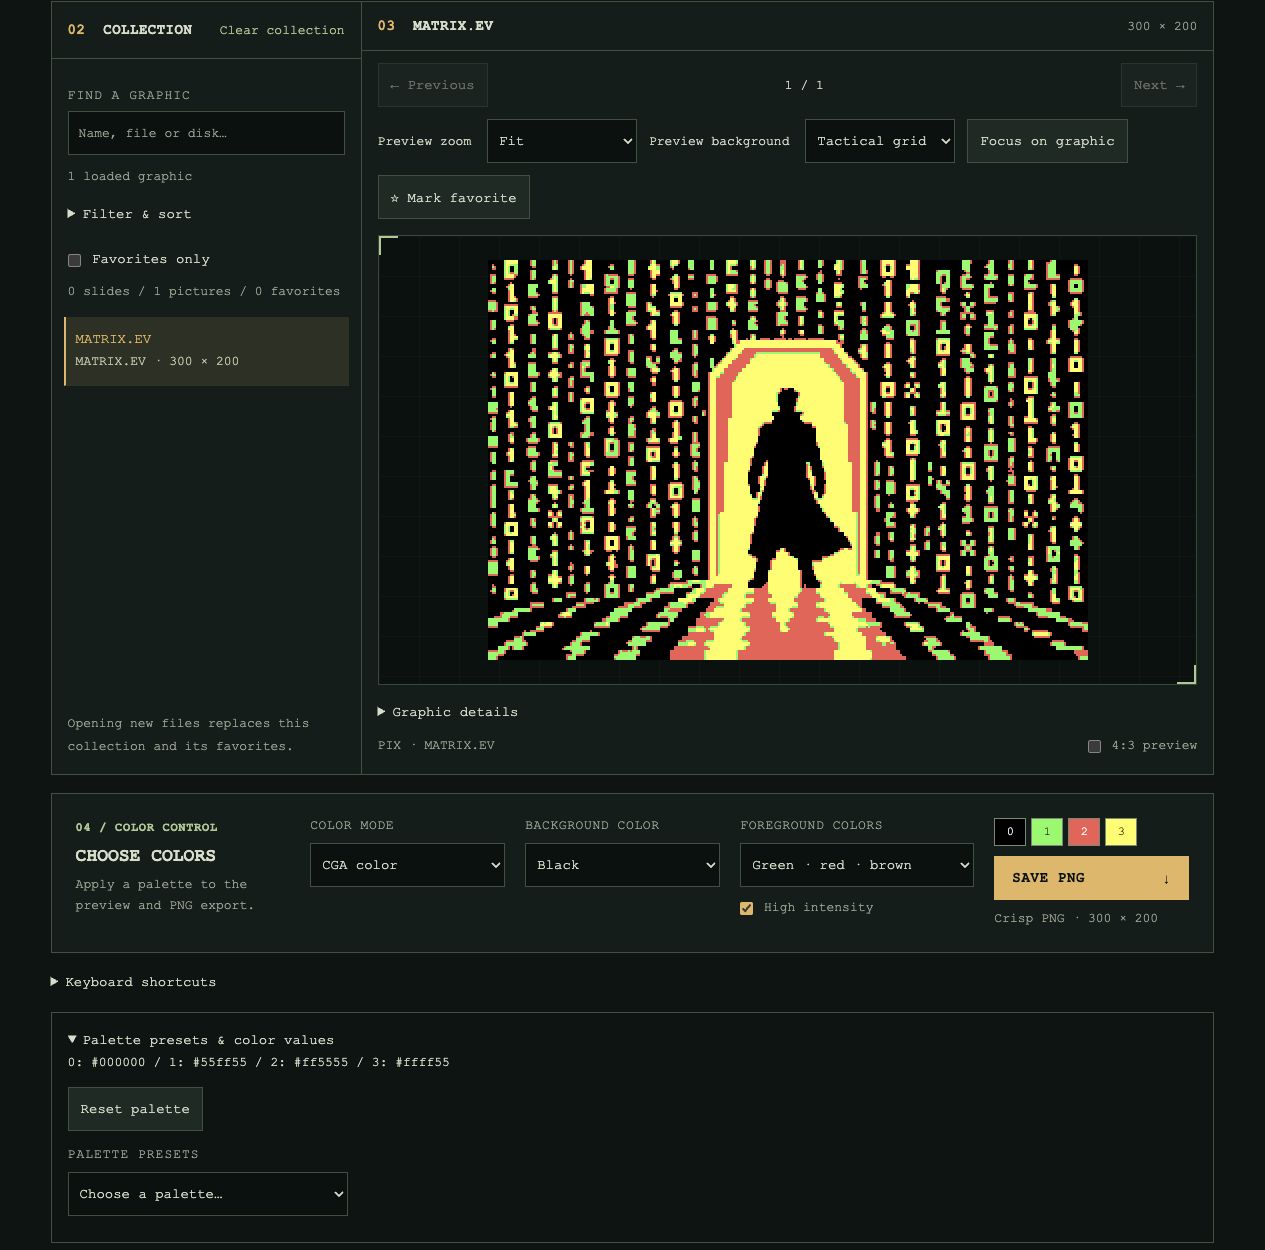 02 COLLECTION Clear collection
FIND A GRAPHIC
Name, file or disk…
1 loaded graphic
▶ Filter & sort
Favorites only
0 slides / 1 pictures / 0 favorites
MATRIX.EV
MATRIX.EV · 300 × 200
Opening new files replaces this
collection and its favorites.
03 MATRIX.EV 300 × 200
← Previous 1 / 1 Next →
Preview zoom Fit Preview background Tactical grid Focus on graphic
☆ Mark favorite
▶ Graphic details
PIX · MATRIX.EV 4:3 preview
04 / COLOR CONTROL
CHOOSE COLORS
Apply a palette to the
preview and PNG export.
COLOR MODE
CGA color
BACKGROUND COLOR
Black
FOREGROUND COLORS
Green · red · brown
High intensity
0 1 2 3
SAVE PNG ↓
Crisp PNG · 300 × 200
▶ Keyboard shortcuts
▼ Palette presets & color values
0: #000000 / 1: #55ff55 / 2: #ff5555 / 3: #ffff55
Reset palette
PALETTE PRESETS
Choose a palette…